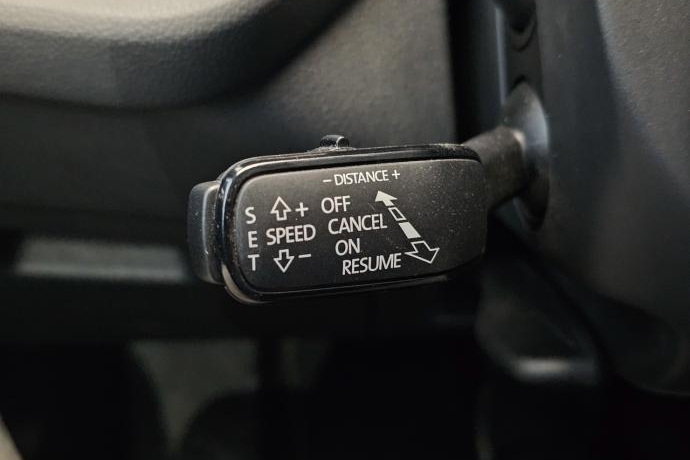 − DISTANCE +
S + OFF
E SPEED CANCEL
ON
T − RESUME